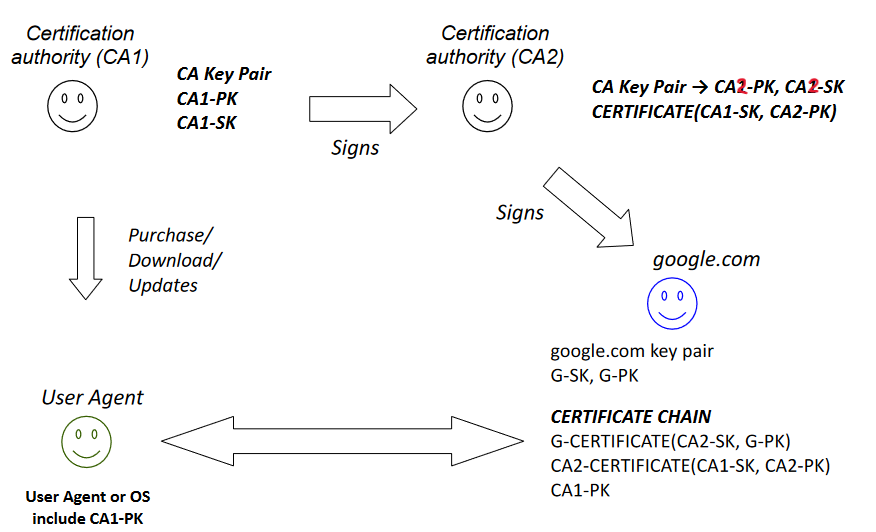 Certification
authority (CA1)
CA Key Pair
CA1-PK
CA1-SK
Signs
Certification
authority (CA2)
CA Key Pair → CA2-PK, CA2-SK
CERTIFICATE(CA1-SK, CA2-PK)
Purchase/
Download/
Updates
Signs
google.com
google.com key pair
G-SK, G-PK
User Agent
User Agent or OS
include CA1-PK
CERTIFICATE CHAIN
G-CERTIFICATE(CA2-SK, G-PK)
CA2-CERTIFICATE(CA1-SK, CA2-PK)
CA1-PK